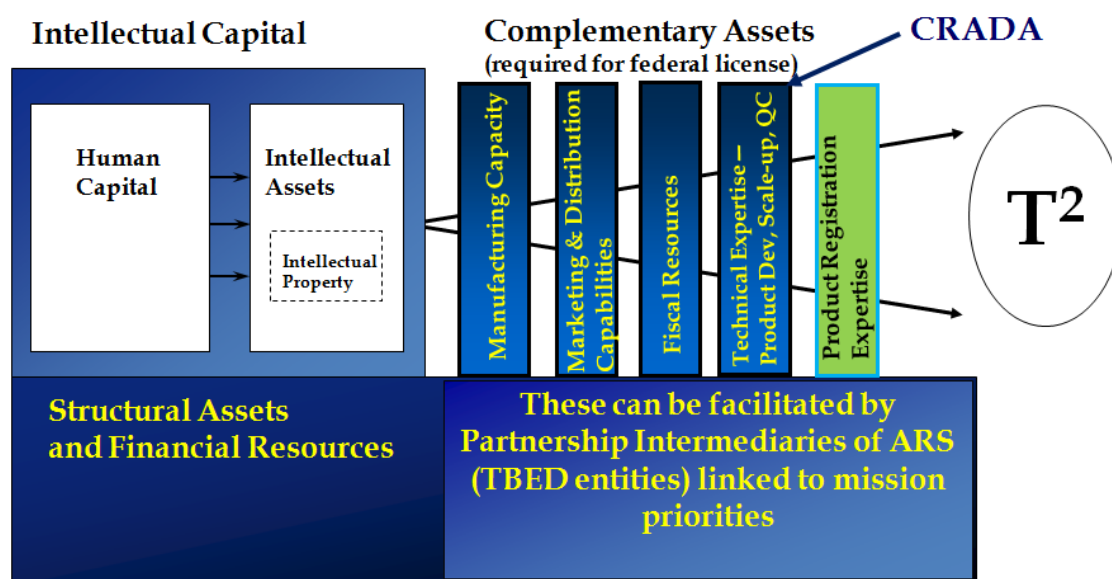 Intellectual Capital
Complementary Assets
(required for federal license)
CRADA
Human
Capital
Intellectual
Assets
Intellectual
Property
Manufacturing Capacity
Marketing & Distribution
Capabilities
Fiscal Resources
Technical Expertise –
Product Dev, Scale-up, QC
Product Registration
Expertise
T²
Structural Assets
and Financial Resources
These can be facilitated by
Partnership Intermediaries of ARS
(TBED entities) linked to mission
priorities